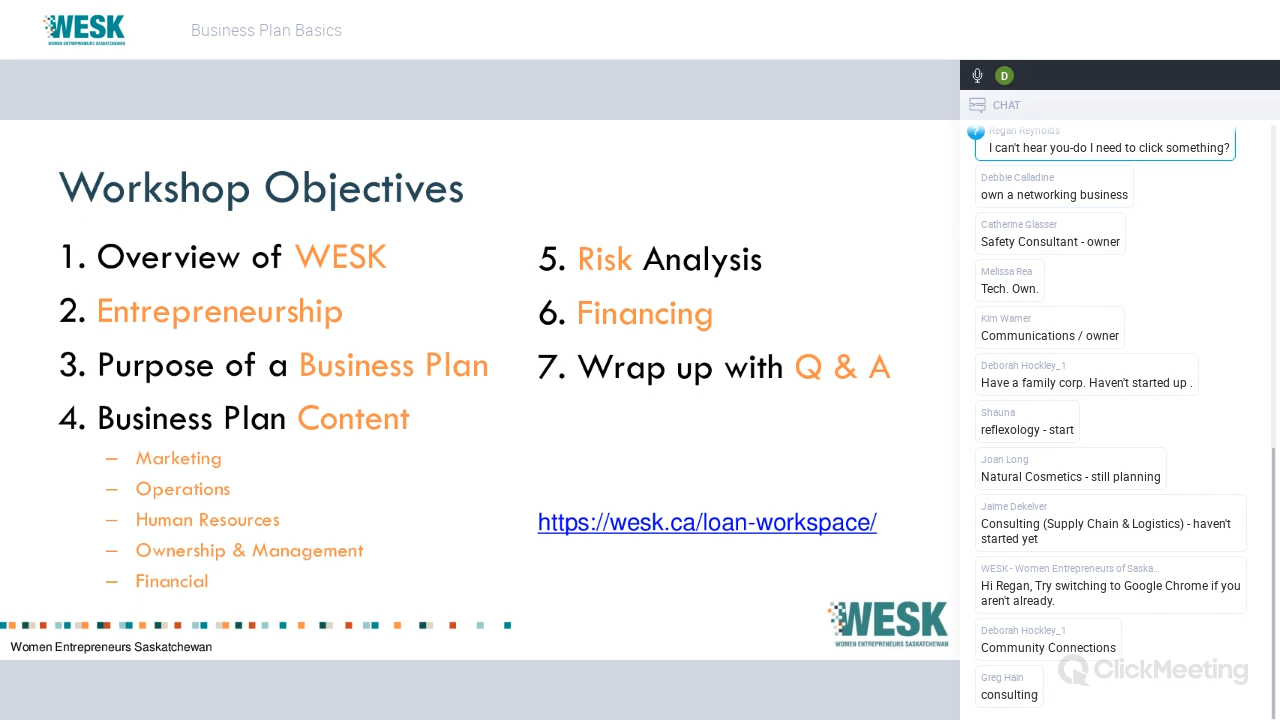 WESK
WOMEN ENTREPRENEURS SASKATCHEWAN
Business Plan Basics
Workshop Objectives
1. Overview of WESK
2. Entrepreneurship
3. Purpose of a Business Plan
4. Business Plan Content
– Marketing
– Operations
– Human Resources
– Ownership & Management
– Financial
5. Risk Analysis
6. Financing
7. Wrap up with Q & A
https://wesk.ca/loan-workspace/
WESK
WOMEN ENTREPRENEURS SASKATCHEWAN
Women Entrepreneurs Saskatchewan
D
CHAT
?
Regan Reynolds
I can't hear you-do I need to click something?
Debbie Calladine
own a networking business
Catherine Glasser
Safety Consultant - owner
Melissa Rea
Tech. Own.
Kim Warner
Communications / owner
Deborah Hockley_1
Have a family corp. Haven't started up .
Shauna
reflexology - start
Joan Long
Natural Cosmetics - still planning
Jaime Dekelver
Consulting (Supply Chain & Logistics) - haven't
started yet
WESK - Women Entrepreneurs of Saska...
Hi Regan, Try switching to Google Chrome if you
aren't already.
Deborah Hockley_1
Community Connections
Greg Hain
consulting
ClickMeeting